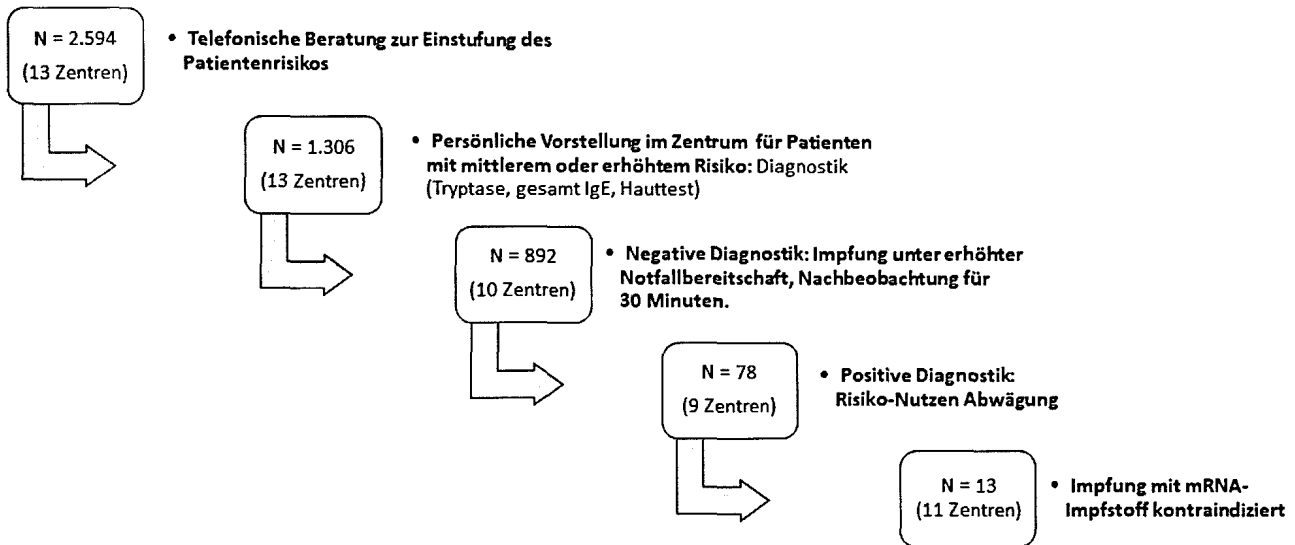 N = 2.594
(13 Zentren)
• Telefonische Beratung zur Einstufung des
Patientenrisikos
N = 1.306
(13 Zentren)
• Persönliche Vorstellung im Zentrum für Patienten
mit mittlerem oder erhöhtem Risiko: Diagnostik
(Tryptase, gesamt IgE, Hauttest)
N = 892
(10 Zentren)
• Negative Diagnostik: Impfung unter erhöhter
Notfallbereitschaft, Nachbeobachtung für
30 Minuten.
N = 78
(9 Zentren)
• Positive Diagnostik:
Risiko-Nutzen Abwägung
N = 13
(11 Zentren)
• Impfung mit mRNA-
Impfstoff kontraindiziert